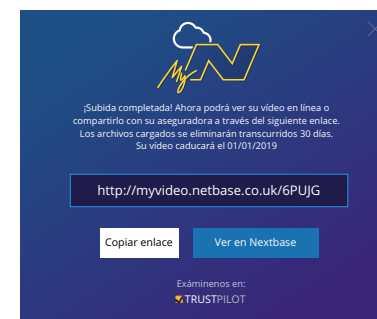 My N
¡Subida completada! Ahora podrá ver su vídeo en línea o
compartirlo con su aseguradora a través del siguiente enlace.
Los archivos cargados se eliminarán transcurridos 30 días.
Su vídeo caducará el 01/01/2019
http://myvideo.netbase.co.uk/6PUJG
Copiar enlace
Ver en Nextbase
Exáminenos en:
TRUSTPILOT